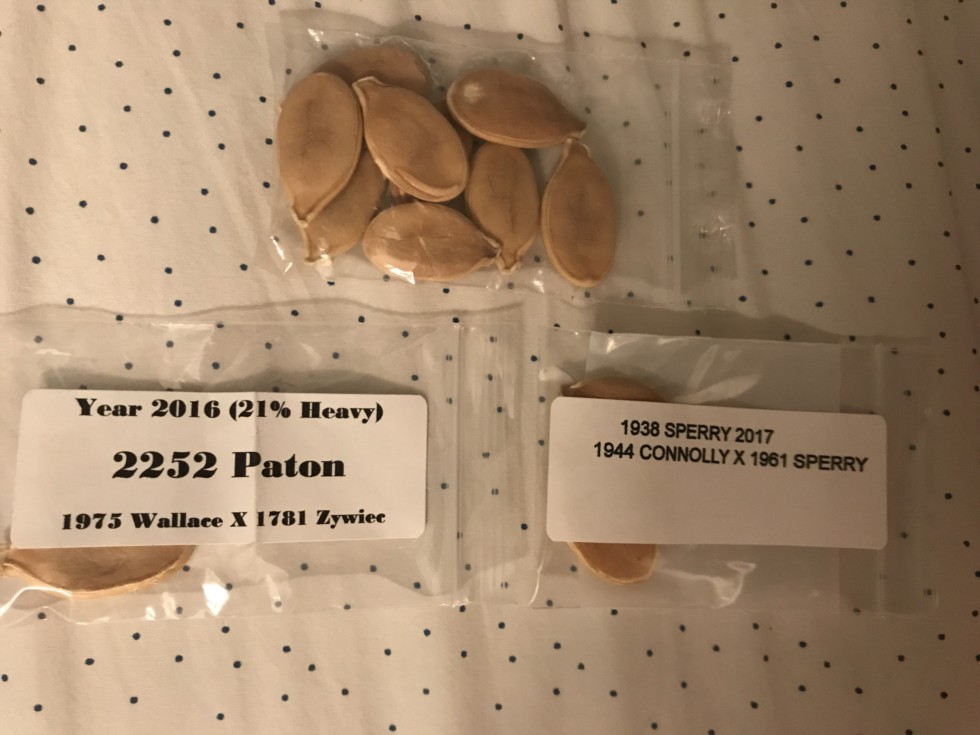 Year 2016 (21% Heavy)
2252 Paton
1975 Wallace X 1781 Zywiec
1938 SPERRY 2017
1944 CONNOLLY X 1961 SPERRY